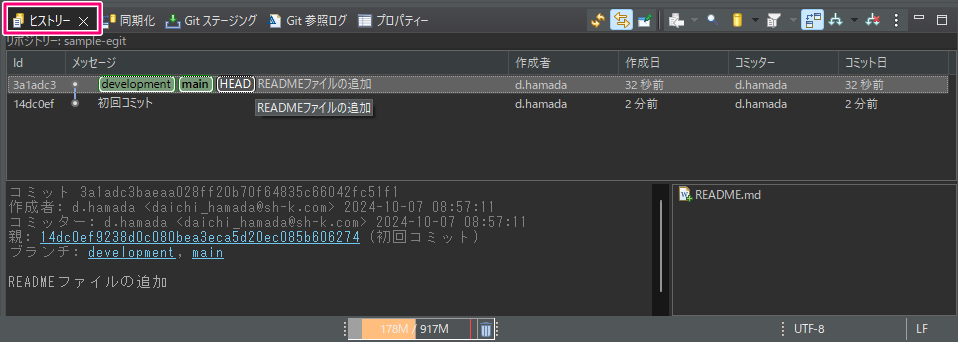 ヒストリー 同期化 Git ステージング Git 参照ログ プロパティー
リポジトリー: sample-egit
Id メッセージ 作成者 作成日 コミッター コミット日
3a1adc3 development main HEAD READMEファイルの追加 d.hamada 32 秒前 d.hamada 32 秒前
14dc0ef 初回コミット d.hamada 2 分前 d.hamada 2 分前
READMEファイルの追加
コミット 3a1adc3baeaa028ff20b70f64835c66042fc51f1
作成者: d.hamada <daichi_hamada@sh-k.com> 2024-10-07 08:57:11
コミッター: d.hamada <daichi_hamada@sh-k.com> 2024-10-07 08:57:11
親: 14dc0ef9238d0c080bea3eca5d20ec085b606274 (初回コミット)
ブランチ: development, main
READMEファイルの追加
README.md
178M / 917M UTF-8 LF